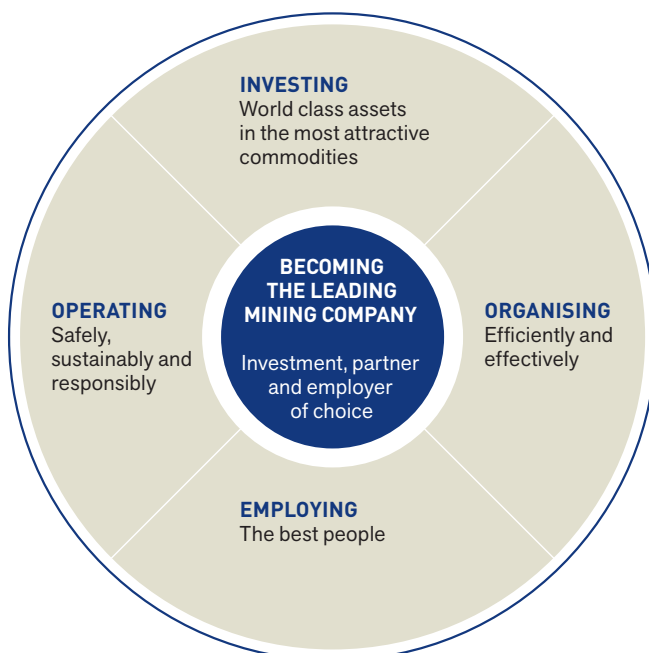 INVESTING
World class assets
in the most attractive
commodities
BECOMING
THE LEADING
MINING COMPANY
Investment, partner
and employer
of choice
OPERATING
Safely,
sustainably and
responsibly
ORGANISING
Efficiently and
effectively
EMPLOYING
The best people